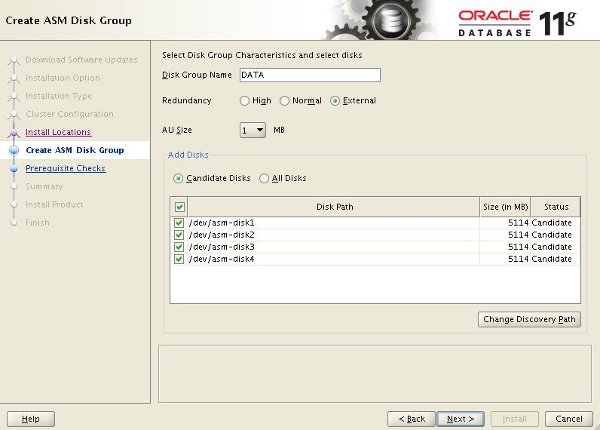 Create ASM Disk Group
ORACLE
DATABASE 11g
Download Software Updates
Installation Option
Installation Type
Cluster Configuration
Install Locations
Create ASM Disk Group
Prerequisite Checks
Summary
Install Product
Finish
Select Disk Group Characteristics and select disks
Disk Group Name DATA
Redundancy High Normal External
AU Size 1 MB
Add Disks
Candidate Disks All Disks
Disk Path Size (in MB) Status
/dev/asm-disk1 5114 Candidate
/dev/asm-disk2 5114 Candidate
/dev/asm-disk3 5114 Candidate
/dev/asm-disk4 5114 Candidate
Change Discovery Path
Help < Back Next > Install Cancel